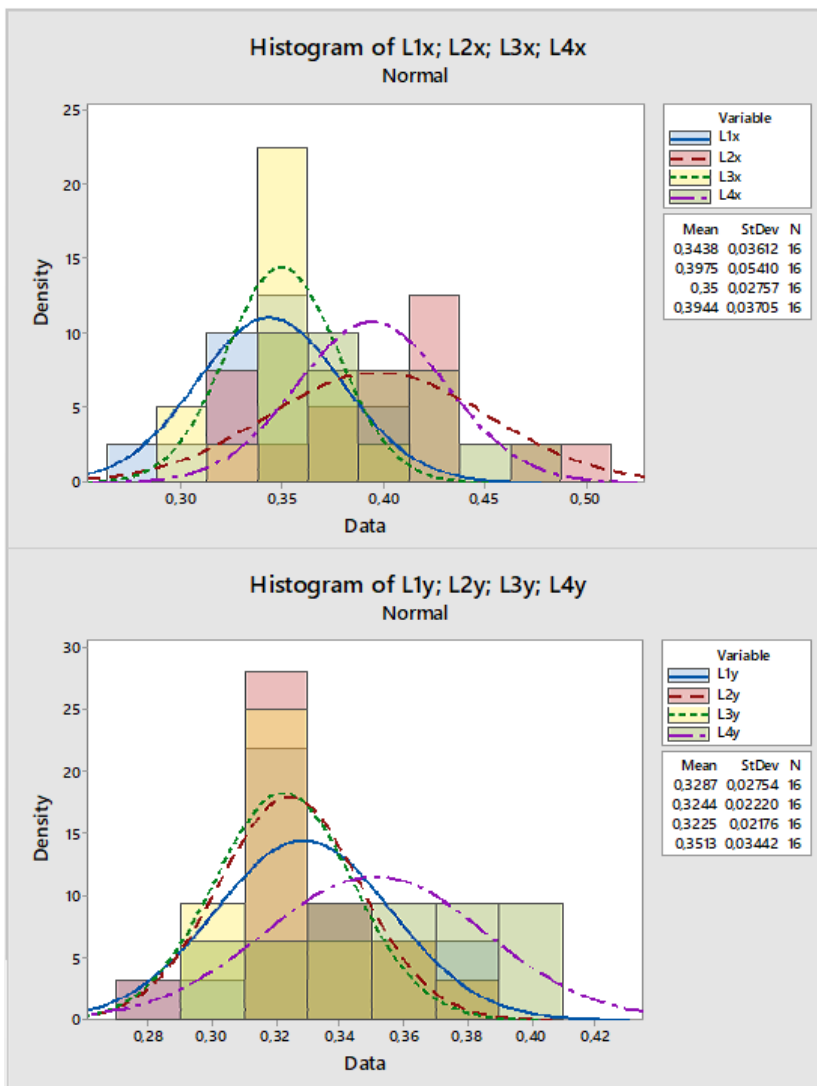 Histogram of L1x; L2x; L3x; L4x
Normal
25
20
15
10
5
0
Density
0,30 0,35 0,40 0,45 0,50
Data
Variable
L1x
L2x
L3x
L4x
Mean StDev N
0,3438 0,03612 16
0,3975 0,05410 16
0,35 0,02757 16
0,3944 0,03705 16
Histogram of L1y; L2y; L3y; L4y
Normal
30
25
20
15
10
5
0
Density
0,28 0,30 0,32 0,34 0,36 0,38 0,40 0,42
Data
Variable
L1y
L2y
L3y
L4y
Mean StDev N
0,3287 0,02754 16
0,3244 0,02220 16
0,3225 0,02176 16
0,3513 0,03442 16